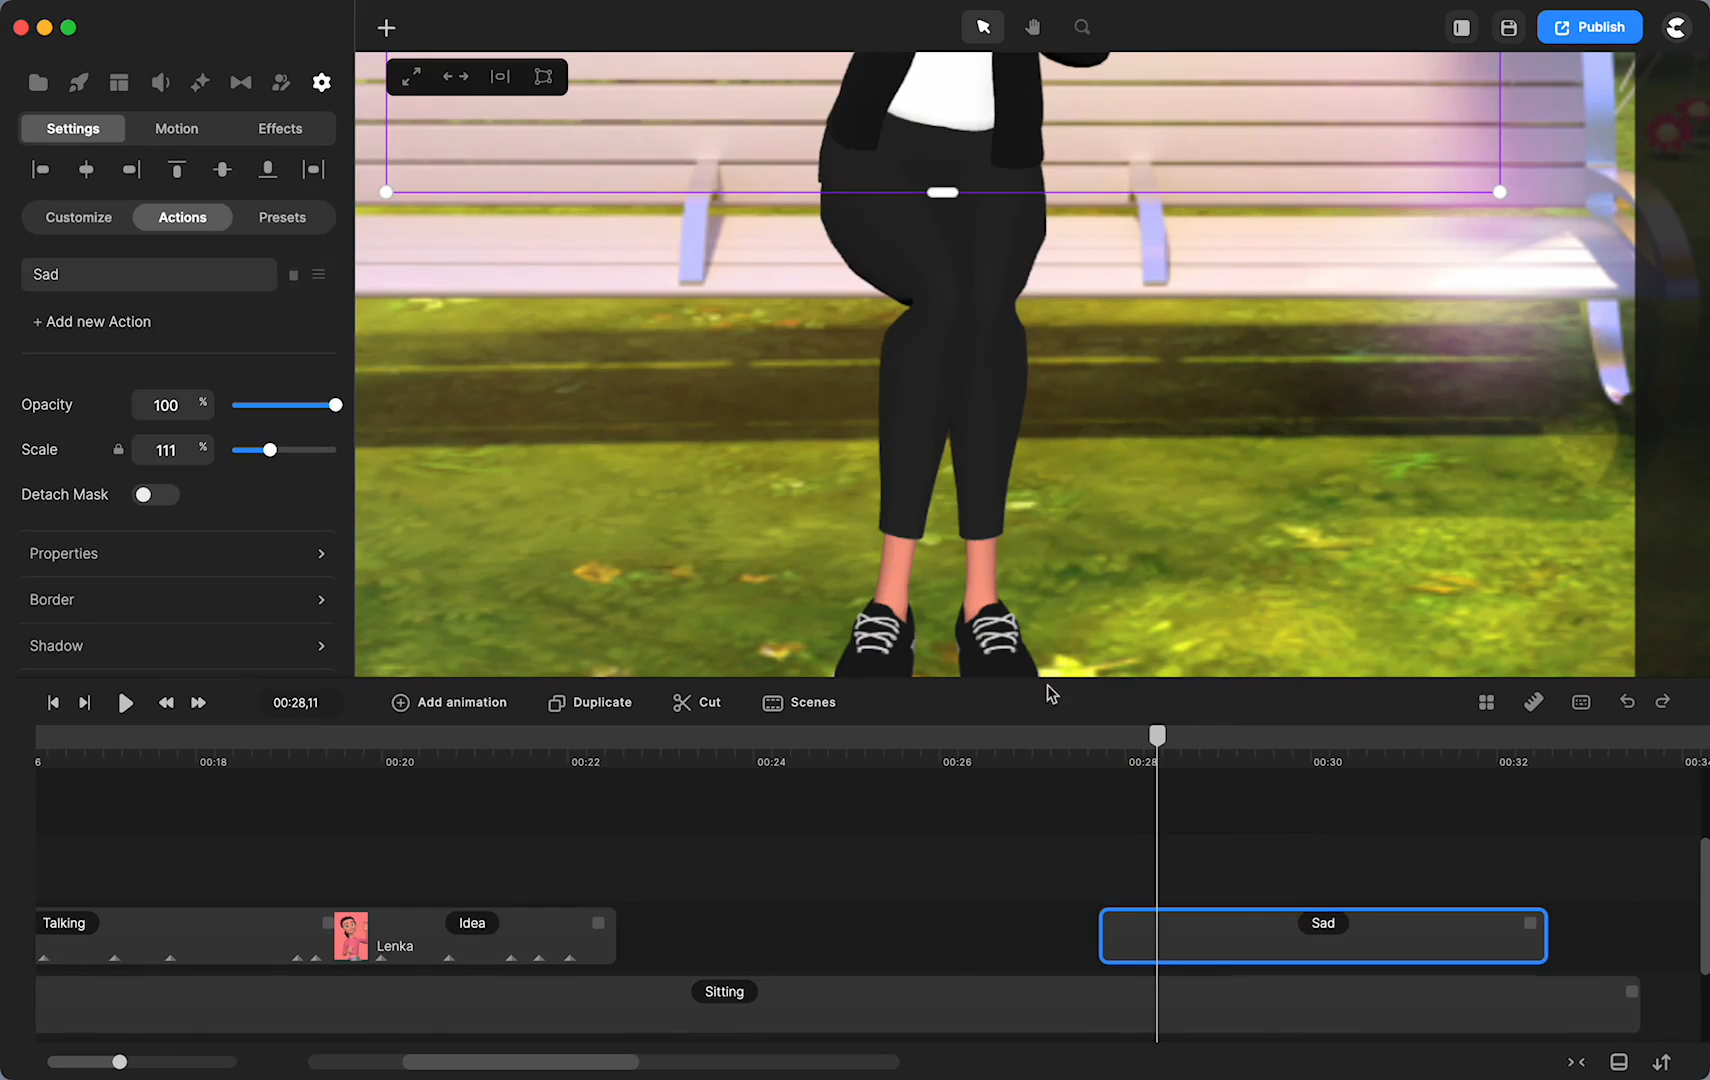 Publish
Settings Motion Effects
Customize Actions Presets
Sad
+ Add new Action
Opacity 100 %
Scale 111 %
Detach Mask
Properties
Border
Shadow
00:28,11 Add animation Duplicate Cut Scenes
6 00:18 00:20 00:22 00:24 00:26 00:28 00:30 00:32 00:34
Talking Idea Sad
Lenka
Sitting